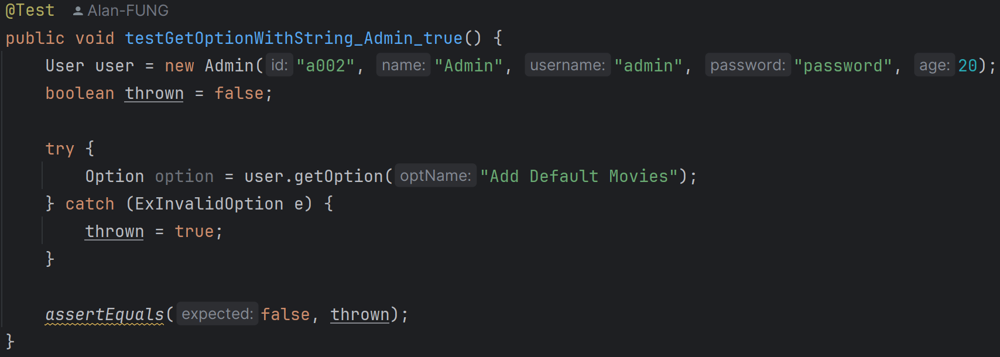 @Test Alan-FUNG
public void testGetOptionWithString_Admin_true() {
User user = new Admin( id: "a002", name: "Admin", username: "admin", password: "password", age: 20);
boolean thrown = false;
try {
Option option = user.getOption( optName: "Add Default Movies");
} catch (ExInvalidOption e) {
thrown = true;
}
assertEquals( expected: false, thrown);
}